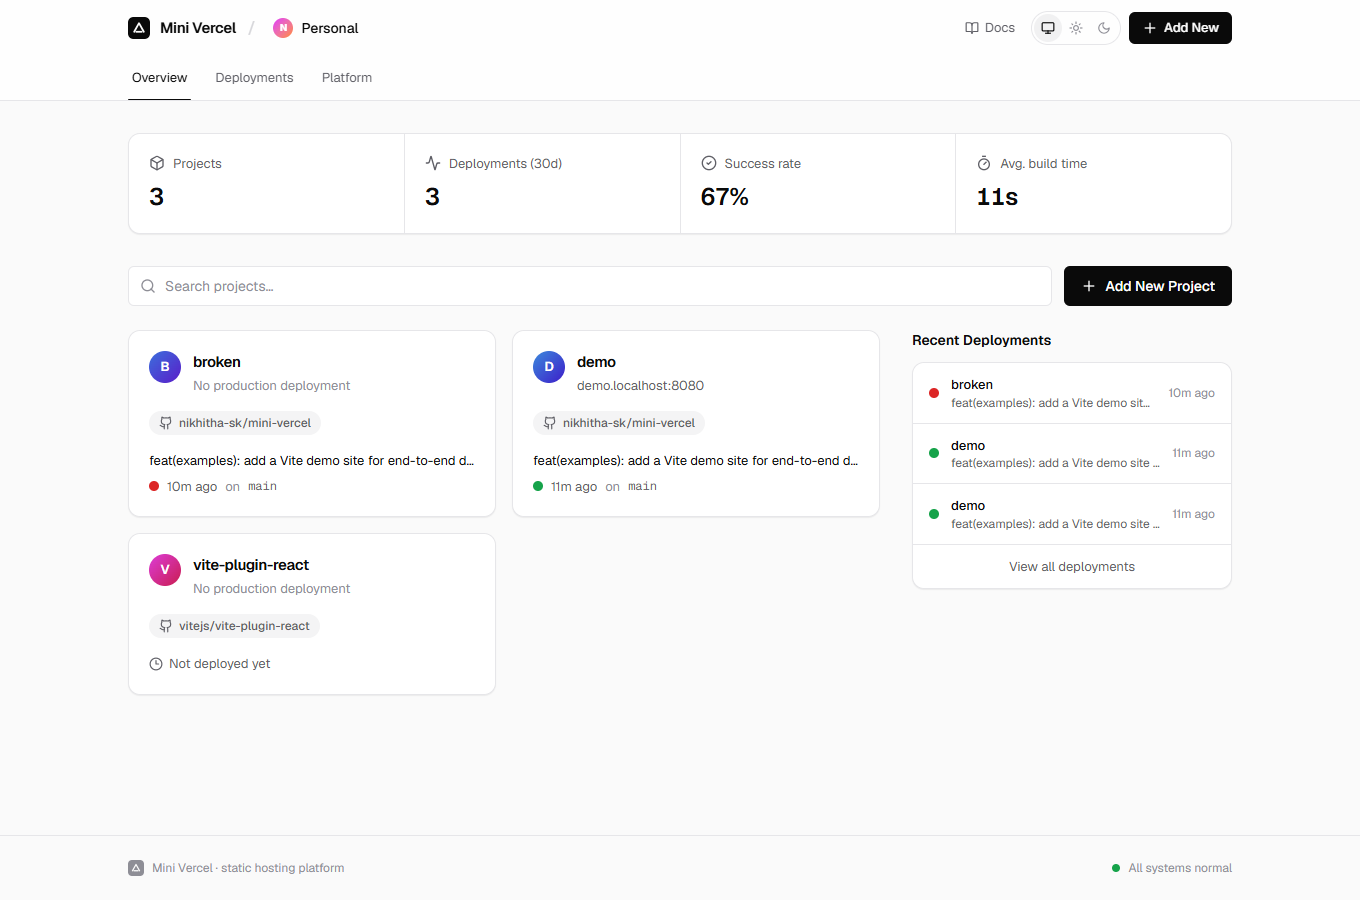 Mini Vercel / N Personal
Docs
Add New
Overview Deployments Platform
Projects
3
Deployments (30d)
3
Success rate
67%
Avg. build time
11s
Search projects...
Add New Project
B
broken
No production deployment
nikhitha-sk/mini-vercel
feat(examples): add a Vite demo site for end-to-end d...
10m ago on main
D
demo
demo.localhost:8080
nikhitha-sk/mini-vercel
feat(examples): add a Vite demo site for end-to-end d...
11m ago on main
V
vite-plugin-react
No production deployment
vitejs/vite-plugin-react
Not deployed yet
Recent Deployments
broken
feat(examples): add a Vite demo sit...
10m ago
demo
feat(examples): add a Vite demo site ...
11m ago
demo
feat(examples): add a Vite demo site ...
11m ago
View all deployments
Mini Vercel · static hosting platform
All systems normal